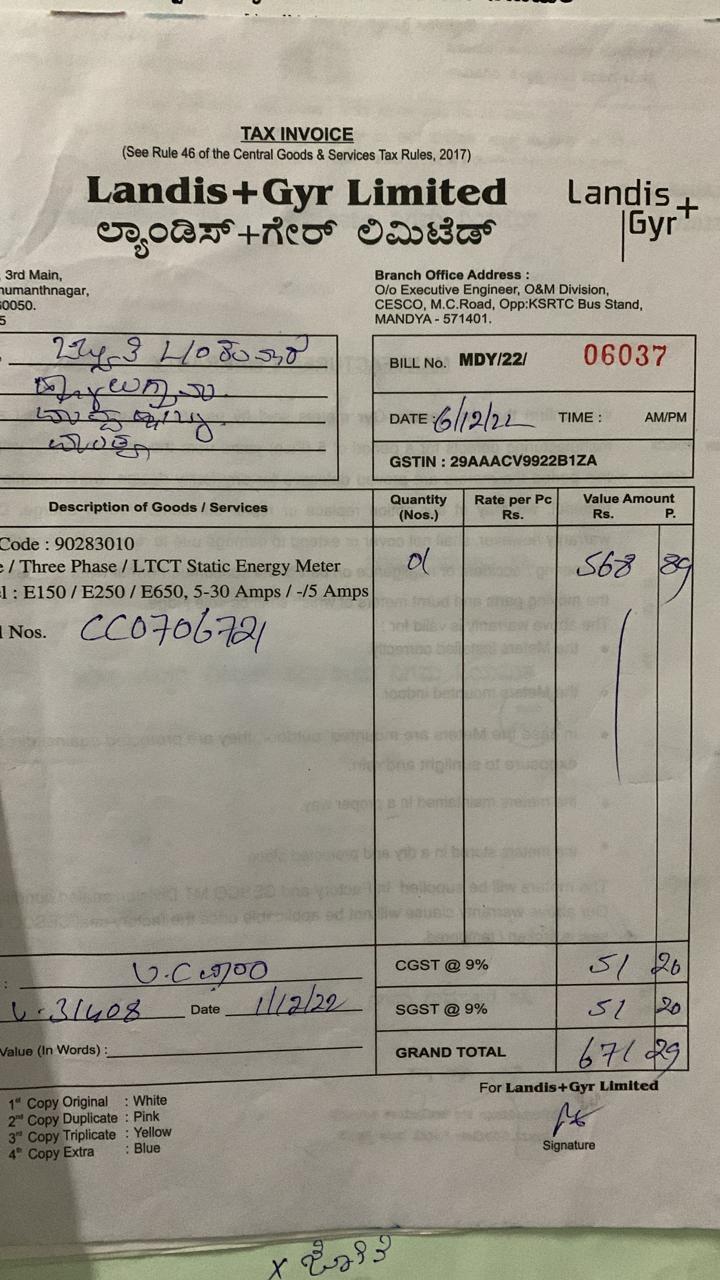 TAX INVOICE
(See Rule 46 of the Central Goods & Services Tax Rules, 2017)
Landis+Gyr Limited
ಲ್ಯಾಂಡಿಸ್+ಗೇರ್ ಲಿಮಿಟೆಡ್
Landis
Gyr+
, 3rd Main,
numanthnagar,
60050.
5
Branch Office Address :
O/o Executive Engineer, O&M Division,
CESCO, M.C.Road, Opp:KSRTC Bus Stand,
MANDYA - 571401.
BILL No. MDY/22/ 06037
DATE : 6/12/22 TIME : AM/PM
GSTIN : 29AAACV9922B1ZA
Description of Goods / Services Quantity (Nos.) Rate per Pc Rs. Value Amount Rs. P.
Code : 90283010
e / Three Phase / LTCT Static Energy Meter 01 568 89
l : E150 / E250 / E650, 5-30 Amps / -/5 Amps
l Nos. CC0706721
CGST @ 9% 51 20
31408 Date 1/12/22 SGST @ 9% 51 20
Value (In Words) : GRAND TOTAL 671 29
For Landis+Gyr Limited
1st Copy Original : White
2nd Copy Duplicate : Pink
3rd Copy Triplicate : Yellow
4th Copy Extra : Blue
Signature